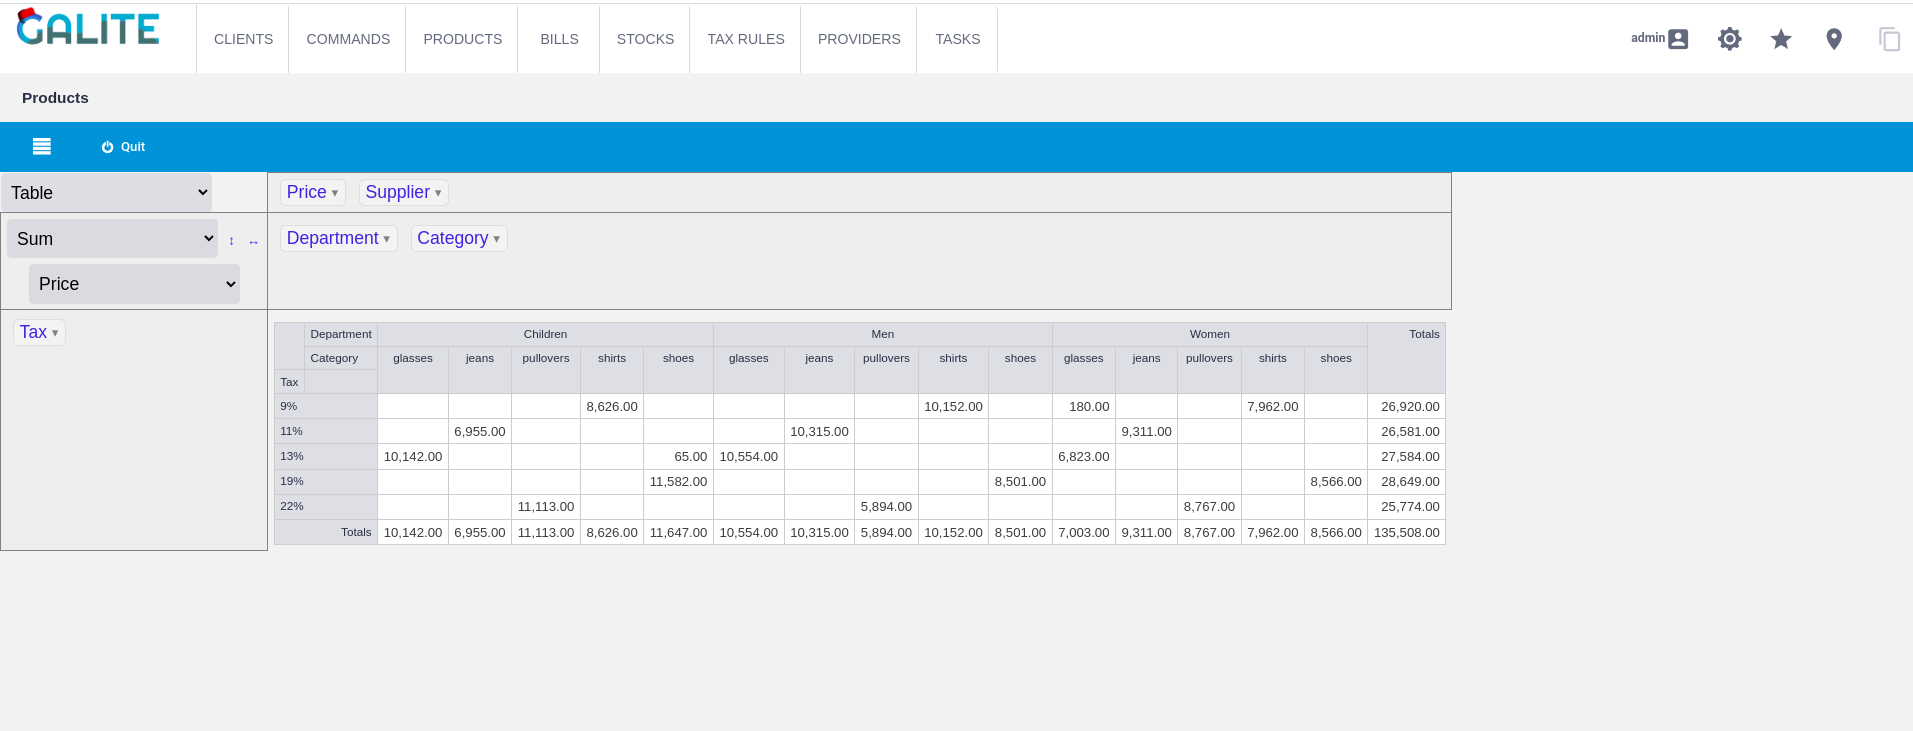 GALITE CLIENTS COMMANDS PRODUCTS BILLS STOCKS TAX RULES PROVIDERS TASKS admin
Products
Quit
Table Price ▾ Supplier ▾
Sum ↕ ↔ Department ▾ Category ▾
Price
Tax ▾
Department Children Men Women Totals
Category glasses jeans pullovers shirts shoes glasses jeans pullovers shirts shoes glasses jeans pullovers shirts shoes
Tax
9% 8,626.00 10,152.00 180.00 7,962.00 26,920.00
11% 6,955.00 10,315.00 9,311.00 26,581.00
13% 10,142.00 65.00 10,554.00 6,823.00 27,584.00
19% 11,582.00 8,501.00 8,566.00 28,649.00
22% 11,113.00 5,894.00 8,767.00 25,774.00
Totals 10,142.00 6,955.00 11,113.00 8,626.00 11,647.00 10,554.00 10,315.00 5,894.00 10,152.00 8,501.00 7,003.00 9,311.00 8,767.00 7,962.00 8,566.00 135,508.00